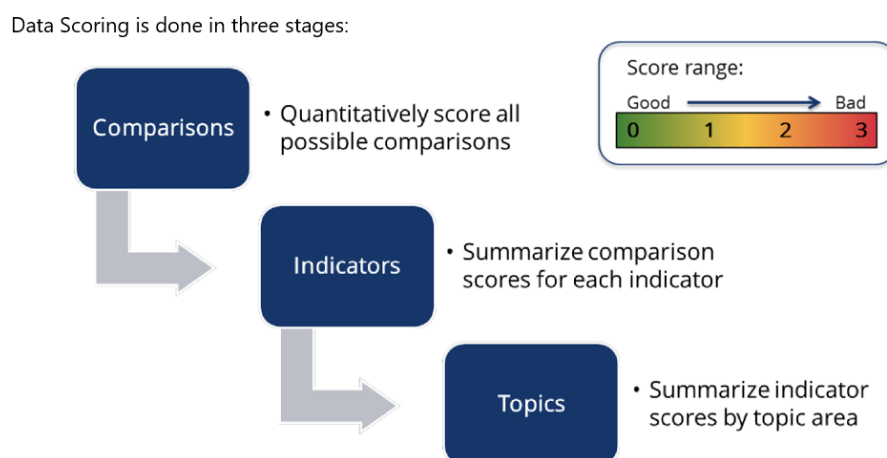 Data Scoring is done in three stages:
Score range:
Good Bad
0 1 2 3
Comparisons
• Quantitatively score all
possible comparisons
Indicators
• Summarize comparison
scores for each indicator
Topics
• Summarize indicator
scores by topic area